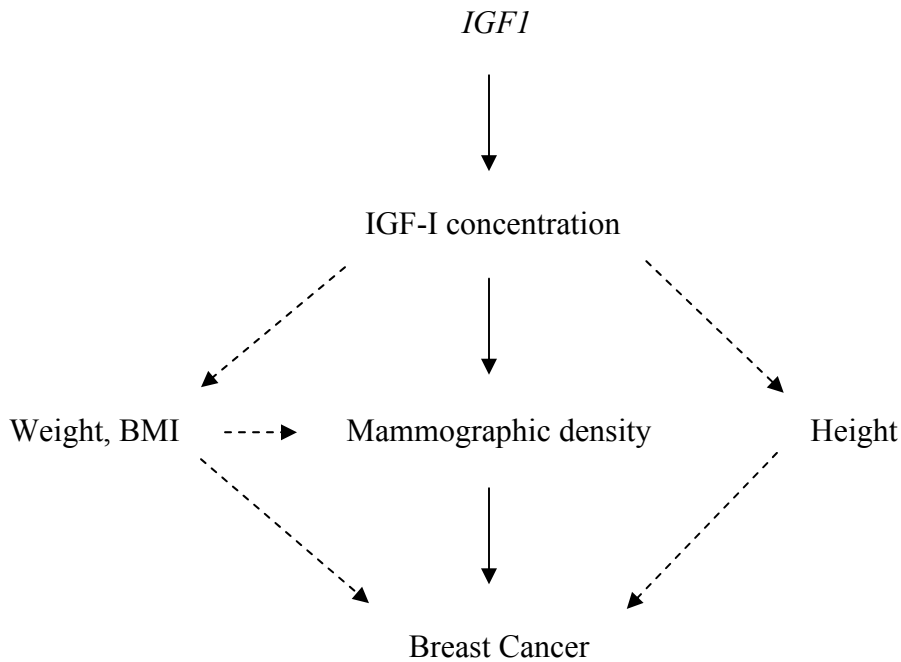 IGF1
IGF-I concentration
Weight, BMI
Mammographic density
Height
Breast Cancer